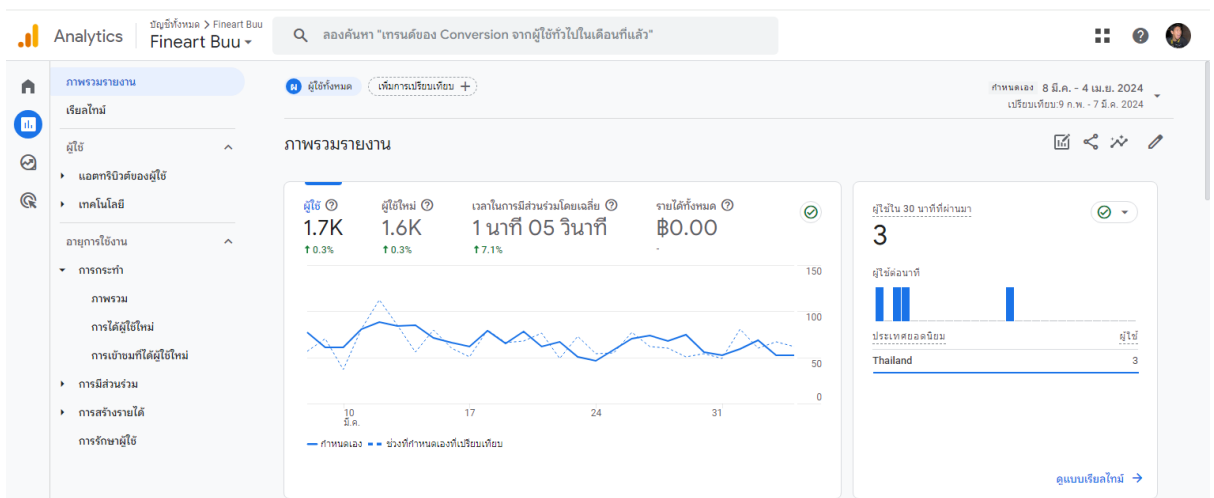 Analytics
บัญชีทั้งหมด > Fineart Buu
Fineart Buu
ลองค้นหา "เทรนด์ของ Conversion จากผู้ใช้ทั่วไปในเดือนที่แล้ว"
ภาพรวมรายงาน
เรียลไทม์
ผู้ใช้
แอตทริบิวต์ของผู้ใช้
เทคโนโลยี
อายุการใช้งาน
การกระทำ
ภาพรวม
การได้ผู้ใช้ใหม่
การเข้าชมที่ได้ผู้ใช้ใหม่
การมีส่วนร่วม
การสร้างรายได้
การรักษาผู้ใช้
ผ ผู้ใช้ทั้งหมด เพิ่มการเปรียบเทียบ +
กำหนดเอง 8 มี.ค. - 4 เม.ย. 2024
เปรียบเทียบ:9 ก.พ. - 7 มี.ค. 2024
ภาพรวมรายงาน
ผู้ใช้ ผู้ใช้ใหม่ เวลาในการมีส่วนร่วมโดยเฉลี่ย รายได้ทั้งหมด
1.7K 1.6K 1 นาที 05 วินาที ฿0.00
↑ 0.3% ↑ 0.3% ↑ 7.1% -
150
100
50
0
10 17 24 31
มี.ค.
กำหนดเอง ช่วงที่กำหนดเองที่เปรียบเทียบ
ผู้ใช้ใน 30 นาทีที่ผ่านมา
3
ผู้ใช้ต่อนาที
ประเทศยอดนิยม ผู้ใช้
Thailand 3
ดูแบบเรียลไทม์ →